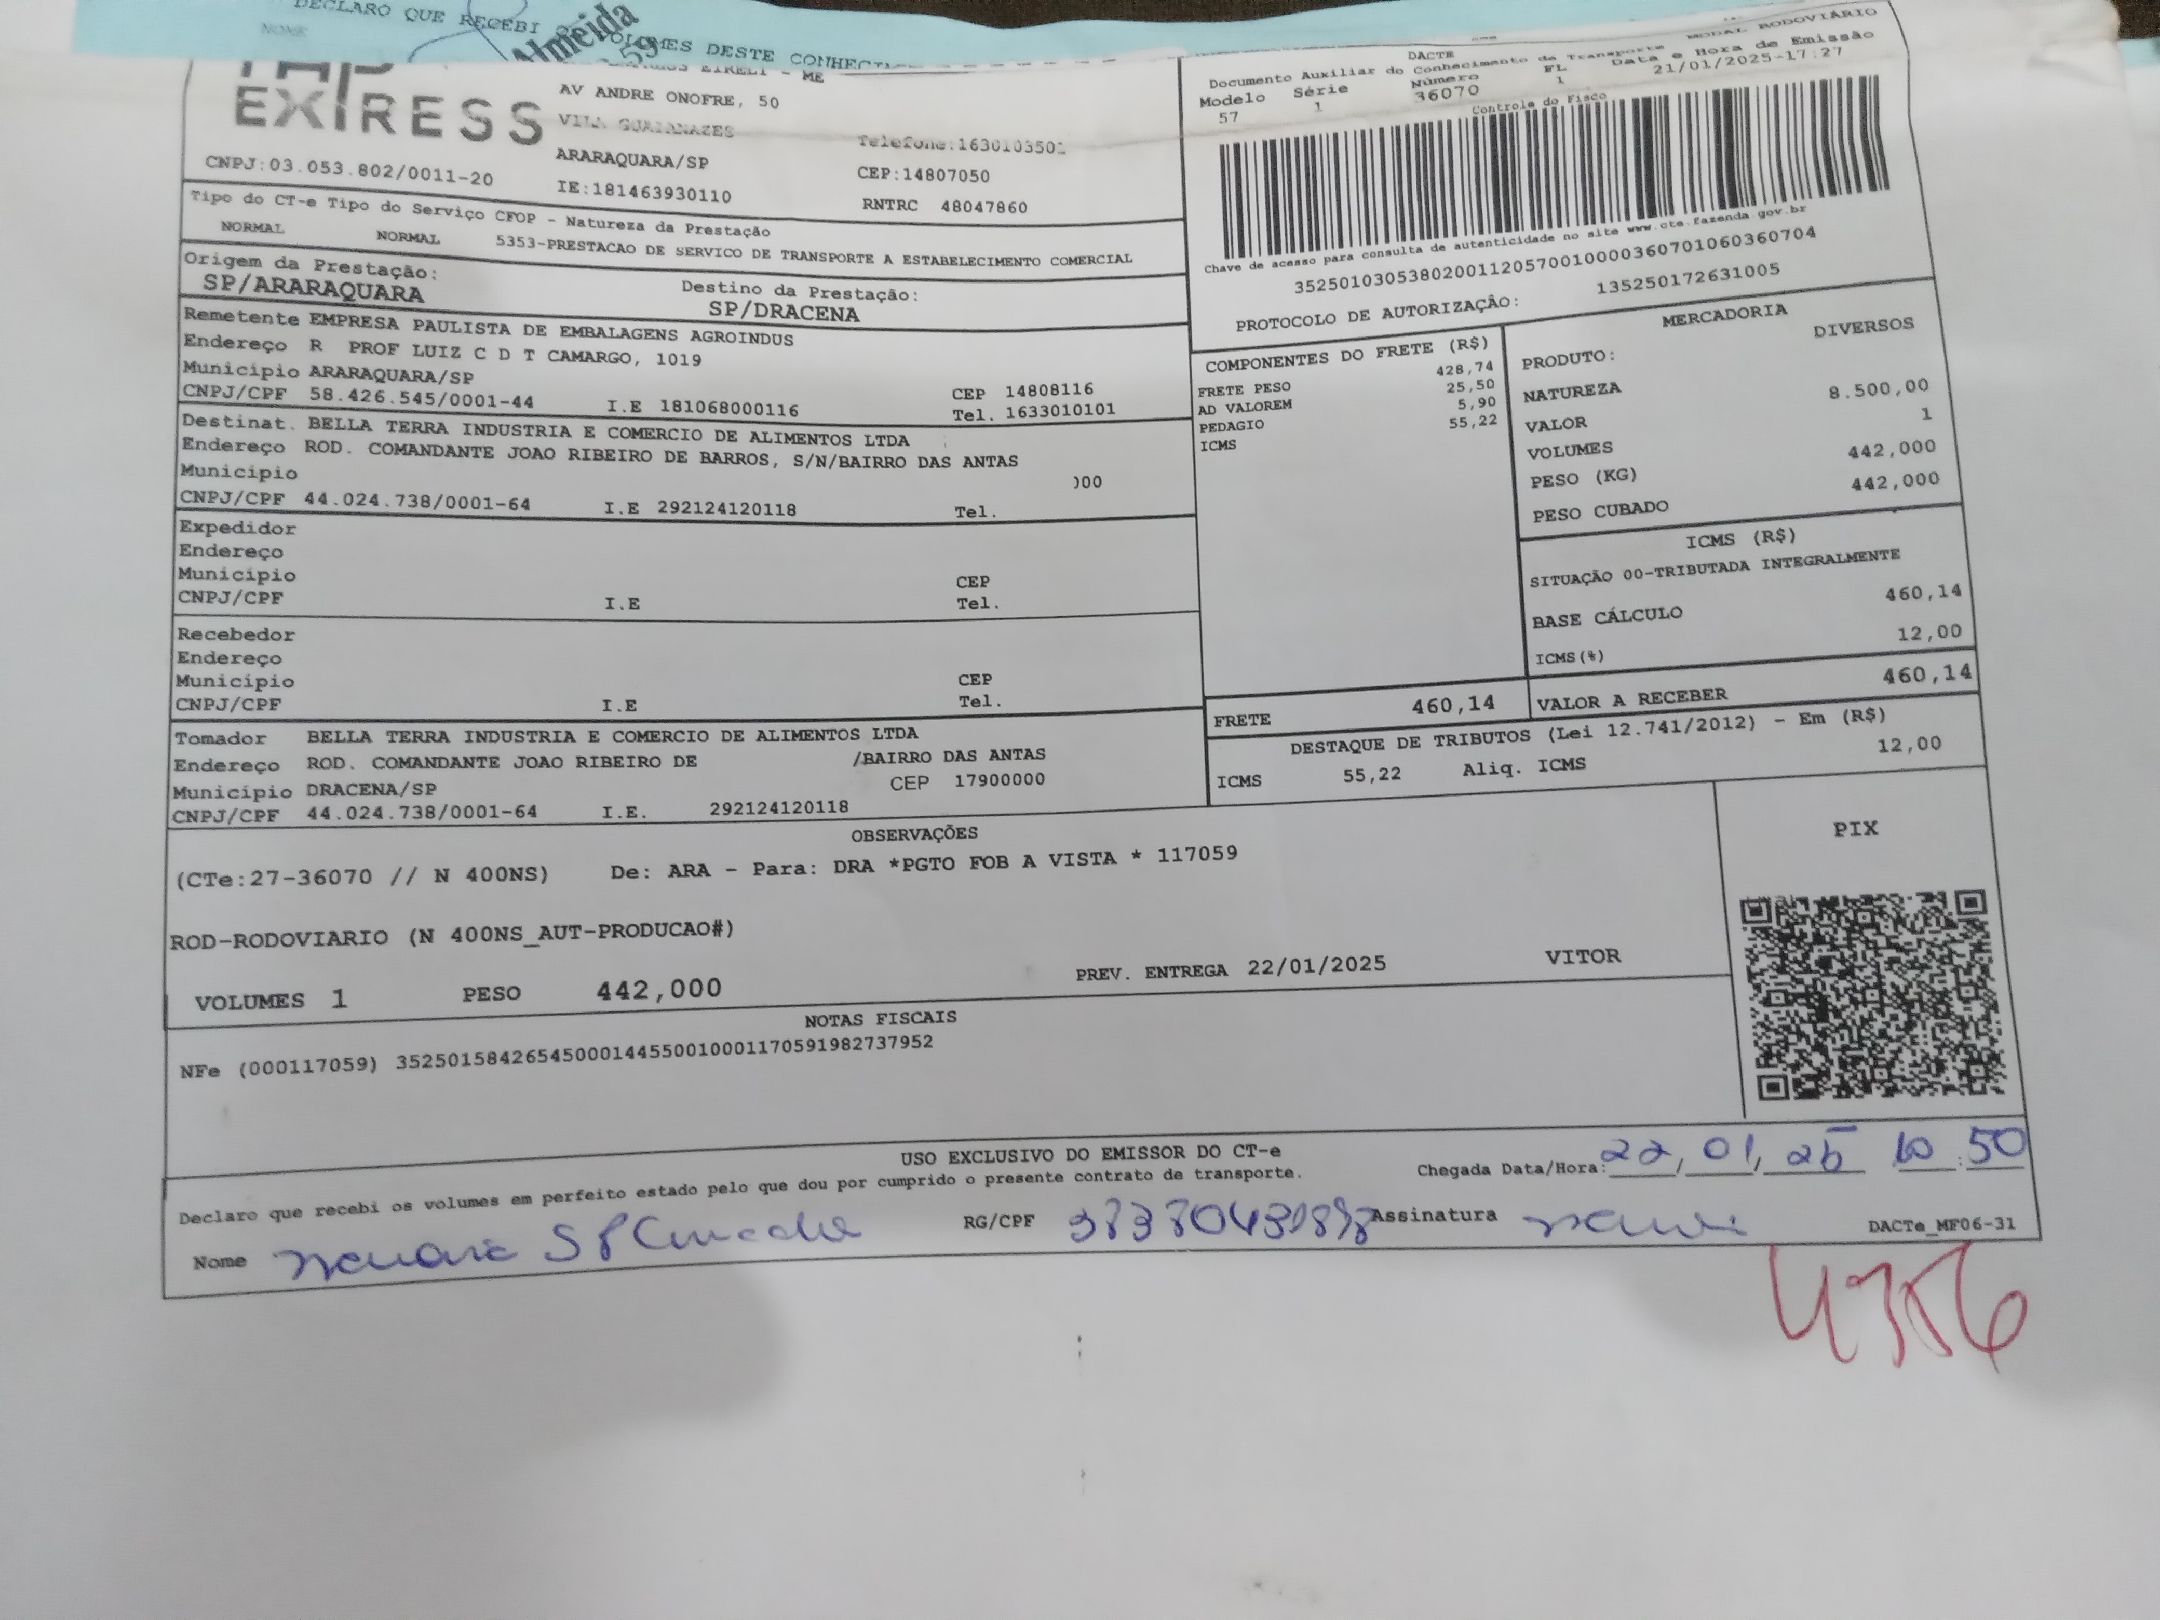 DECLARO QUE RECEBI OS VOLUMES DESTE CONHECI
NOME
Almeida
59
EIRELI - ME
EXPRESS
AV ANDRE ONOFRE, 50
VILA GUAIANAZES
Telefone:1630103501
CNPJ:03.053.802/0011-20
ARARAQUARA/SP
CEP:14807050
IE:181463930110
RNTRC 48047860
DACTE
MODAL RODOVIÁRIO
Documento Auxiliar do Conhecimento de Transporte
Modelo Série Número FL Data e Hora de Emissão
57 1 36070 1 21/01/2025-17:27
Controle do Fisco
Chave de acesso para consulta de autenticidade no site www.cte.fazenda gov.br
35250103053802001120570010000360701060360704
PROTOCOLO DE AUTORIZAÇÂO: 135250172631005
Tipo do CT-e Tipo do Serviço CFOP - Natureza da Prestação
NORMAL NORMAL 5353-PRESTACAO DE SERVICO DE TRANSPORTE A ESTABELECIMENTO COMERCIAL
Origem da Prestação: Destino da Prestação:
SP/ARARAQUARA SP/DRACENA
Remetente EMPRESA PAULISTA DE EMBALAGENS AGROINDUS
Endereço R PROF LUIZ C D T CAMARGO, 1019
Município ARARAQUARA/SP CEP 14808116
CNPJ/CPF 58.426.545/0001-44 I.E 181068000116 Tel. 1633010101
Destinat. BELLA TERRA INDUSTRIA E COMERCIO DE ALIMENTOS LTDA
Endereço ROD. COMANDANTE JOAO RIBEIRO DE BARROS, S/N/BAIRRO DAS ANTAS
Município 000
CNPJ/CPF 44.024.738/0001-64 I.E 292124120118 Tel.
Expedidor
Endereço
Município CEP
CNPJ/CPF I.E Tel.
Recebedor
Endereço
Município CEP
CNPJ/CPF I.E Tel.
Tomador BELLA TERRA INDUSTRIA E COMERCIO DE ALIMENTOS LTDA
Endereço ROD. COMANDANTE JOAO RIBEIRO DE /BAIRRO DAS ANTAS
Município DRACENA/SP CEP 17900000
CNPJ/CPF 44.024.738/0001-64 I.E. 292124120118
COMPONENTES DO FRETE (R$)
FRETE PESO 428,74
AD VALOREM 25,50
PEDAGIO 5,90
ICMS 55,22
FRETE 460,14
MERCADORIA
PRODUTO: DIVERSOS
NATUREZA
VALOR 8.500,00
VOLUMES 1
PESO (KG) 442,000
PESO CUBADO 442,000
ICMS (R$)
SITUAÇÃO 00-TRIBUTADA INTEGRALMENTE
BASE CÁLCULO 460,14
ICMS(%) 12,00
VALOR A RECEBER 460,14
DESTAQUE DE TRIBUTOS (Lei 12.741/2012) - Em (R$)
ICMS 55,22 Aliq. ICMS 12,00
OBSERVAÇÕES
(CTe:27-36070 // N 400NS) De: ARA - Para: DRA *PGTO FOB A VISTA * 117059
ROD-RODOVIARIO (N 400NS_AUT-PRODUCAO#)
VOLUMES 1 PESO 442,000 PREV. ENTREGA 22/01/2025 VITOR
PIX
NOTAS FISCAIS
NFe (000117059) 35250158426545000144550010001170591982737952
USO EXCLUSIVO DO EMISSOR DO CT-e
Declaro que recebi os volumes em perfeito estado pelo que dou por cumprido o presente contrato de transporte.
Chegada Data/Hora: 22/01/25 10:50
Nome
RG/CPF
Assinatura
DACTe_MF06-31
4356